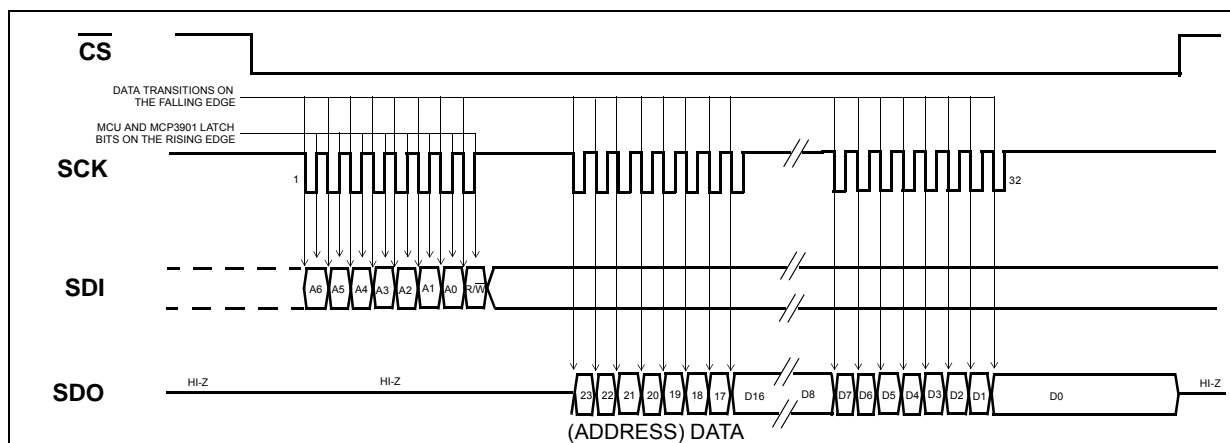 CS
DATA TRANSITIONS ON
THE FALLING EDGE
MCU AND MCP3901 LATCH
BITS ON THE RISING EDGE
SCK
1
32
SDI
A6 A5 A4 A3 A2 A1 A0 R/W
SDO
HI-Z
HI-Z
23 22 21 20 19 18 17 D16 D8 D7 D6 D5 D4 D3 D2 D1 D0
HI-Z
(ADDRESS) DATA